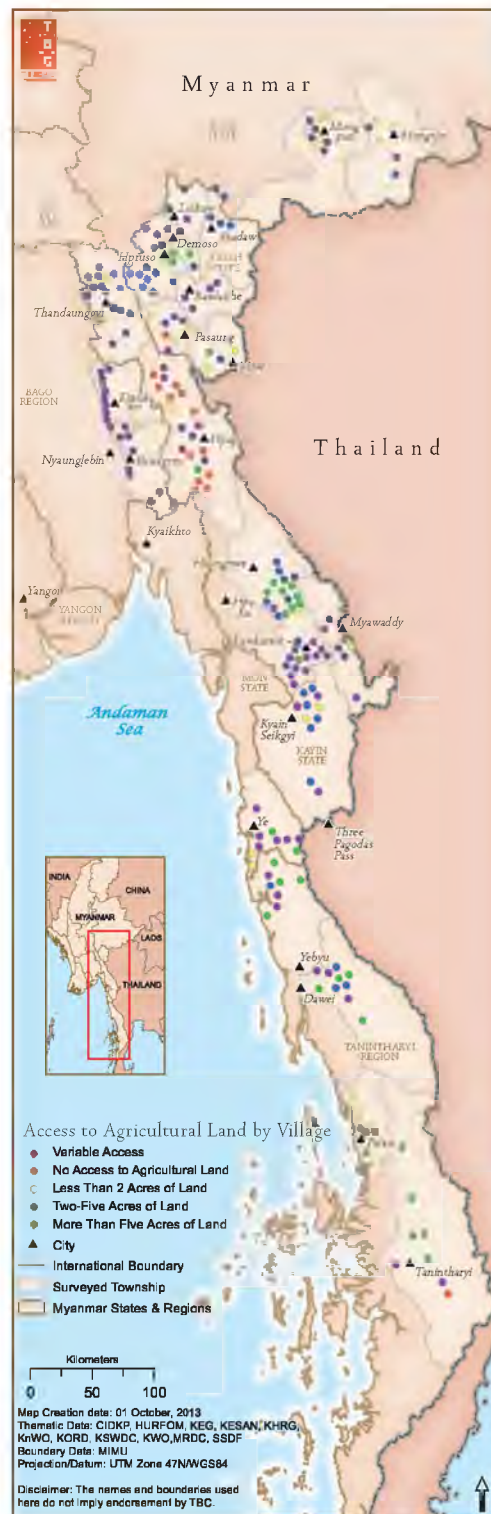 Myanmar
Demoso
Hpruso
Thandaunggyi
Pasaung
BAGO
REGION
Thailand
Nyaunglebin
Kyaikhto
Yangon
YANGON
Myawaddy
MON
STATE
Andaman
Sea
Kyain
Seikgyi
KAYIN
STATE
Ye
Three
Pagodas
Pass
INDIA
CHINA
MYANMAR
LAOS
THAILAND
Yebyu
Dawei
TANINTHARYI
REGION
Access to Agricultural Land by Village
Variable Access
No Access to Agricultural Land
Less Than 2 Acres of Land
Two-Five Acres of Land
More Than Five Acres of Land
City
International Boundary
Surveyed Township
Myanmar States & Regions
Tanintharyi
Kilometers
0 50 100
Map Creation date: 01 October, 2013
Thematic Data: CIDKP, HURFOM, KEG, KESAN, KHRG,
KnWO, KORD, KSWDC, KWO,MRDC, SSDF
Boundary Data: MIMU
Projection/Datum: UTM Zone 47N/WGS84
Disclaimer: The names and boundaries used
here do not imply endorsement by TBC.